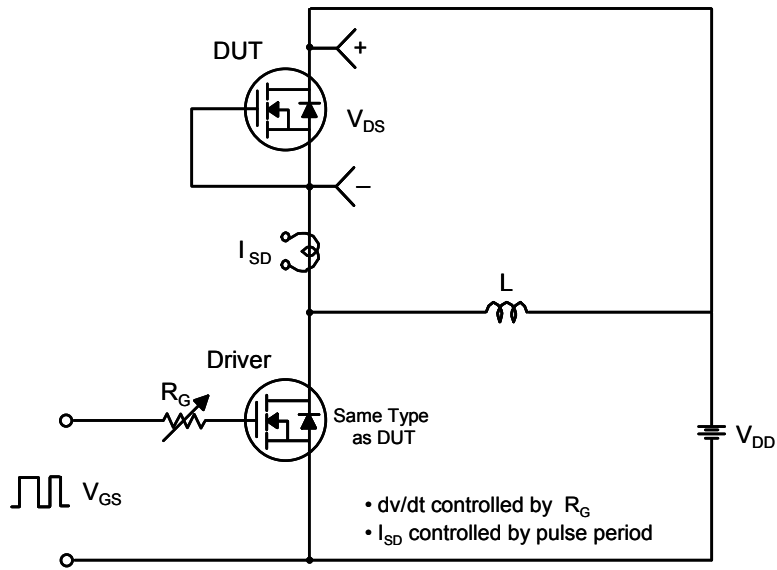 DUT
+
V_DS
−
I_SD
L
Driver
R_G
Same Type
as DUT
V_DD
V_GS
• dv/dt controlled by R_G
• I_SD controlled by pulse period